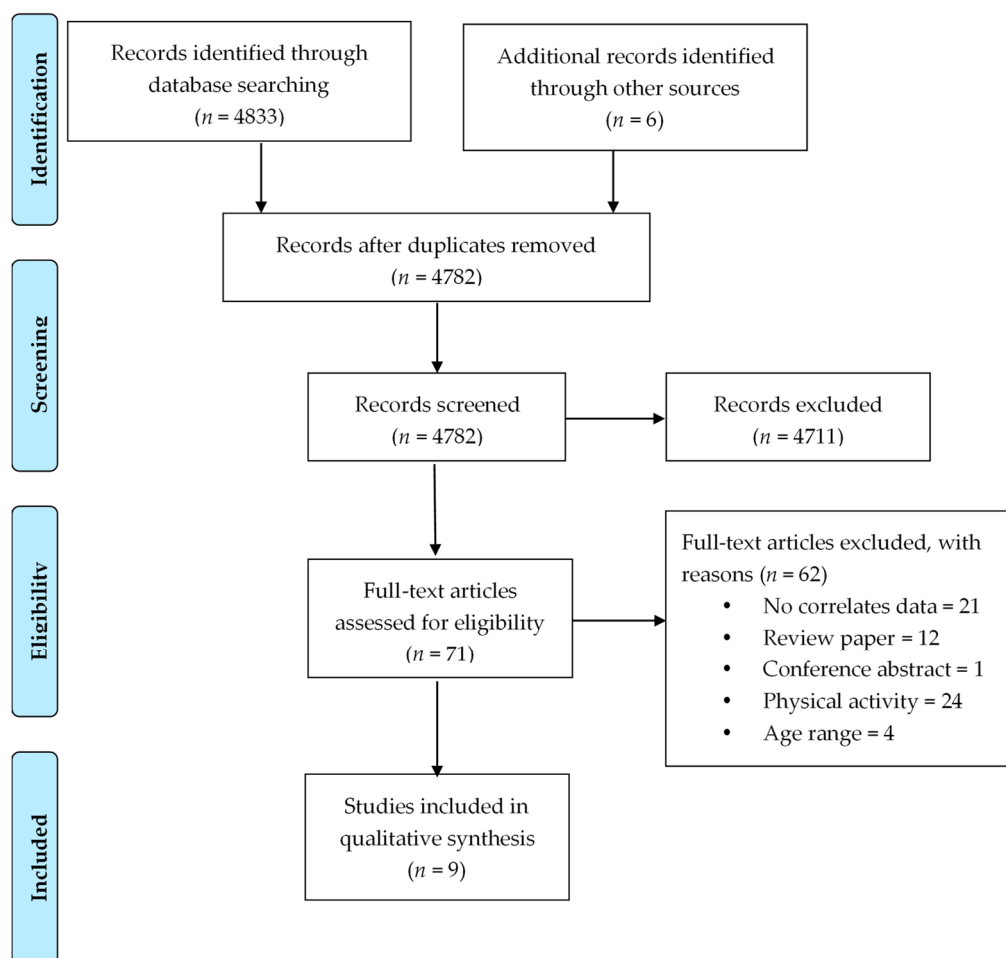 Identification
Records identified through
database searching
(n = 4833)
Additional records identified
through other sources
(n = 6)
Records after duplicates removed
(n = 4782)
Screening
Records screened
(n = 4782)
Records excluded
(n = 4711)
Eligibility
Full-text articles
assessed for eligibility
(n = 71)
Full-text articles excluded, with
reasons (n = 62)
• No correlates data = 21
• Review paper = 12
• Conference abstract = 1
• Physical activity = 24
• Age range = 4
Included
Studies included in
qualitative synthesis
(n = 9)